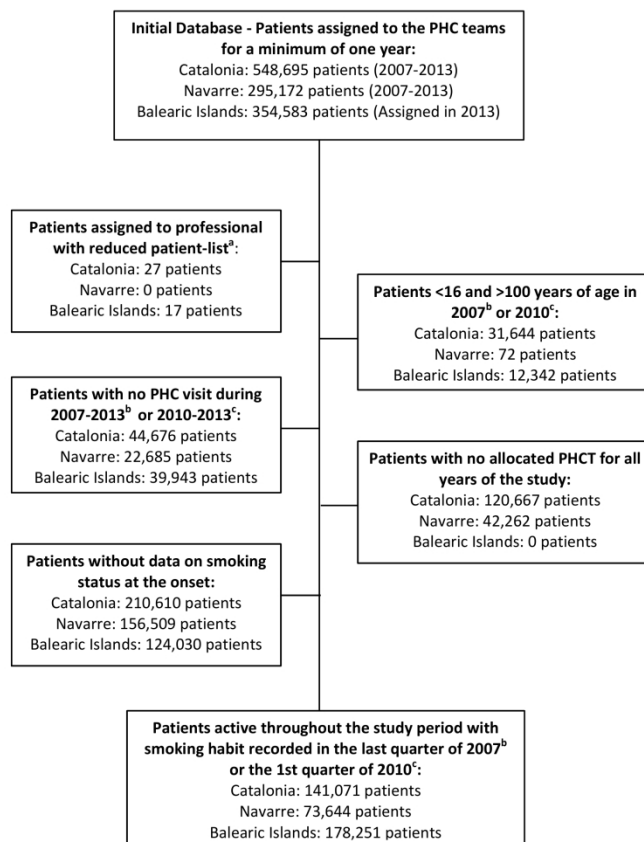 Initial Database - Patients assigned to the PHC teams
for a minimum of one year:
Catalonia: 548,695 patients (2007-2013)
Navarre: 295,172 patients (2007-2013)
Balearic Islands: 354,583 patients (Assigned in 2013)
Patients assigned to professional
with reduced patient-listᵃ:
Catalonia: 27 patients
Navarre: 0 patients
Balearic Islands: 17 patients
Patients <16 and >100 years of age in
2007ᵇ or 2010ᶜ:
Catalonia: 31,644 patients
Navarre: 72 patients
Balearic Islands: 12,342 patients
Patients with no PHC visit during
2007-2013ᵇ or 2010-2013ᶜ:
Catalonia: 44,676 patients
Navarre: 22,685 patients
Balearic Islands: 39,943 patients
Patients with no allocated PHCT for all
years of the study:
Catalonia: 120,667 patients
Navarre: 42,262 patients
Balearic Islands: 0 patients
Patients without data on smoking
status at the onset:
Catalonia: 210,610 patients
Navarre: 156,509 patients
Balearic Islands: 124,030 patients
Patients active throughout the study period with
smoking habit recorded in the last quarter of 2007ᵇ
or the 1st quarter of 2010ᶜ:
Catalonia: 141,071 patients
Navarre: 73,644 patients
Balearic Islands: 178,251 patients